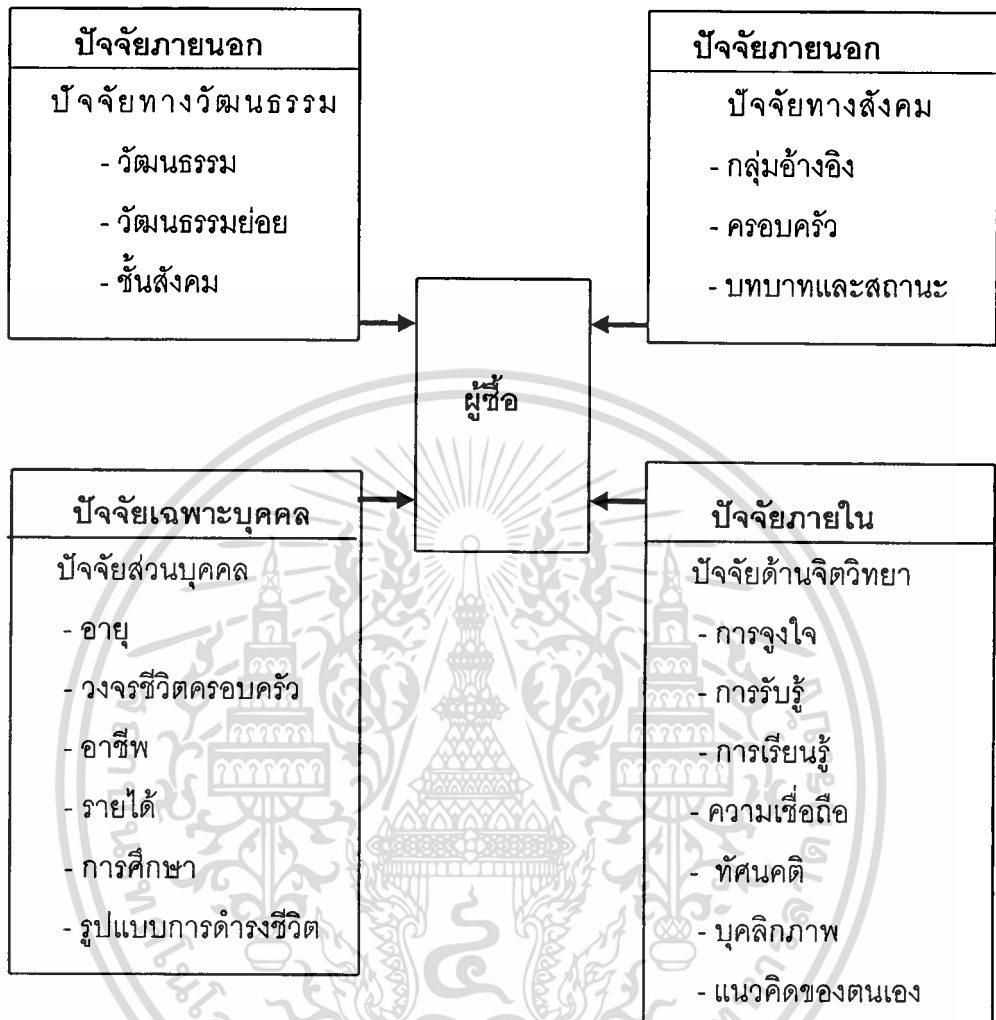 ปัจจัยภายนอก
ปัจจัยทางวัฒนธรรม
- วัฒนธรรม
- วัฒนธรรมย่อย
- ชั้นสังคม
ปัจจัยภายนอก
ปัจจัยทางสังคม
- กลุ่มอ้างอิง
- ครอบครัว
- บทบาทและสถานะ
ผู้ซื้อ
ปัจจัยเฉพาะบุคคล
ปัจจัยส่วนบุคคล
- อายุ
- วงจรชีวิตครอบครัว
- อาชีพ
- รายได้
- การศึกษา
- รูปแบบการดำรงชีวิต
ปัจจัยภายใน
ปัจจัยด้านจิตวิทยา
- การจูงใจ
- การรับรู้
- การเรียนรู้
- ความเชื่อถือ
- ทัศนคติ
- บุคลิกภาพ
- แนวคิดของตนเอง